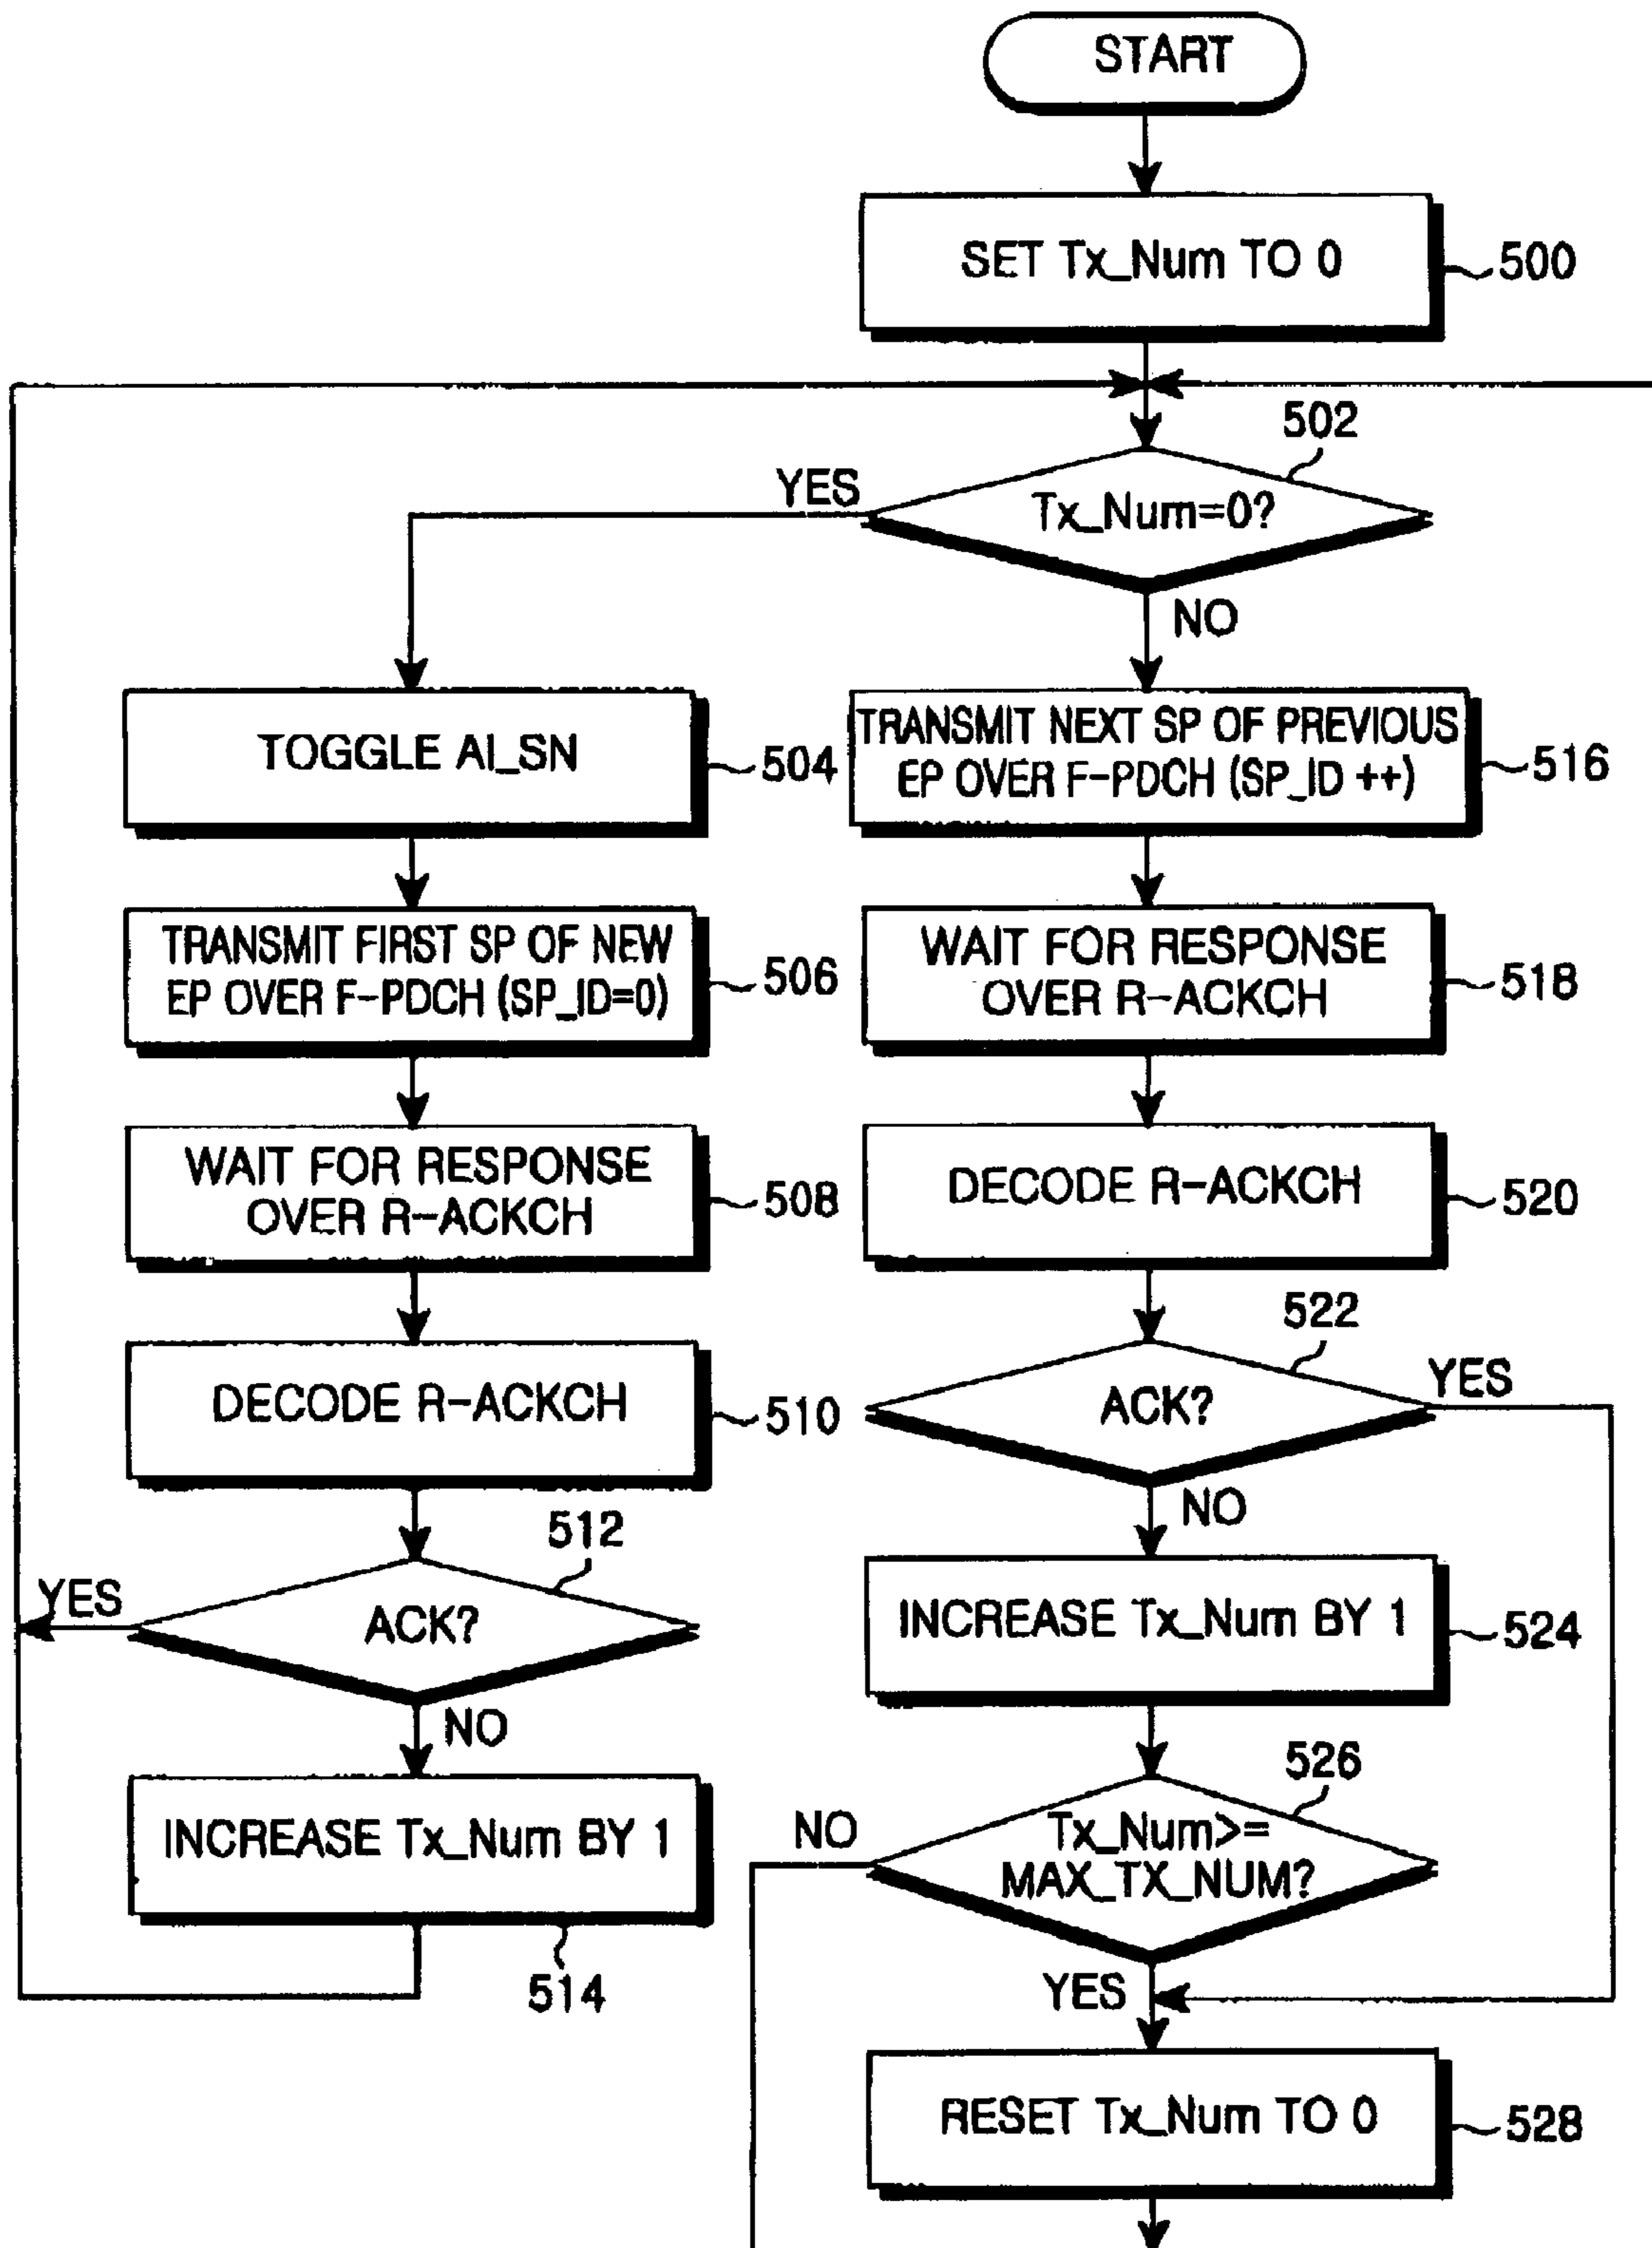 START
SET Tx_Num TO 0
500
502
Tx_Num=0?
YES
NO
TOGGLE AI_SN
504
TRANSMIT FIRST SP OF NEW
EP OVER F-PDCH (SP_ID=0)
506
WAIT FOR RESPONSE
OVER R-ACKCH
508
DECODE R-ACKCH
510
512
ACK?
YES
NO
INCREASE Tx_Num BY 1
514
TRANSMIT NEXT SP OF PREVIOUS
EP OVER F-PDCH (SP_ID ++)
516
WAIT FOR RESPONSE
OVER R-ACKCH
518
DECODE R-ACKCH
520
522
ACK?
YES
NO
INCREASE Tx_Num BY 1
524
526
Tx_Num>=
MAX_TX_NUM?
NO
YES
RESET Tx_Num TO 0
528